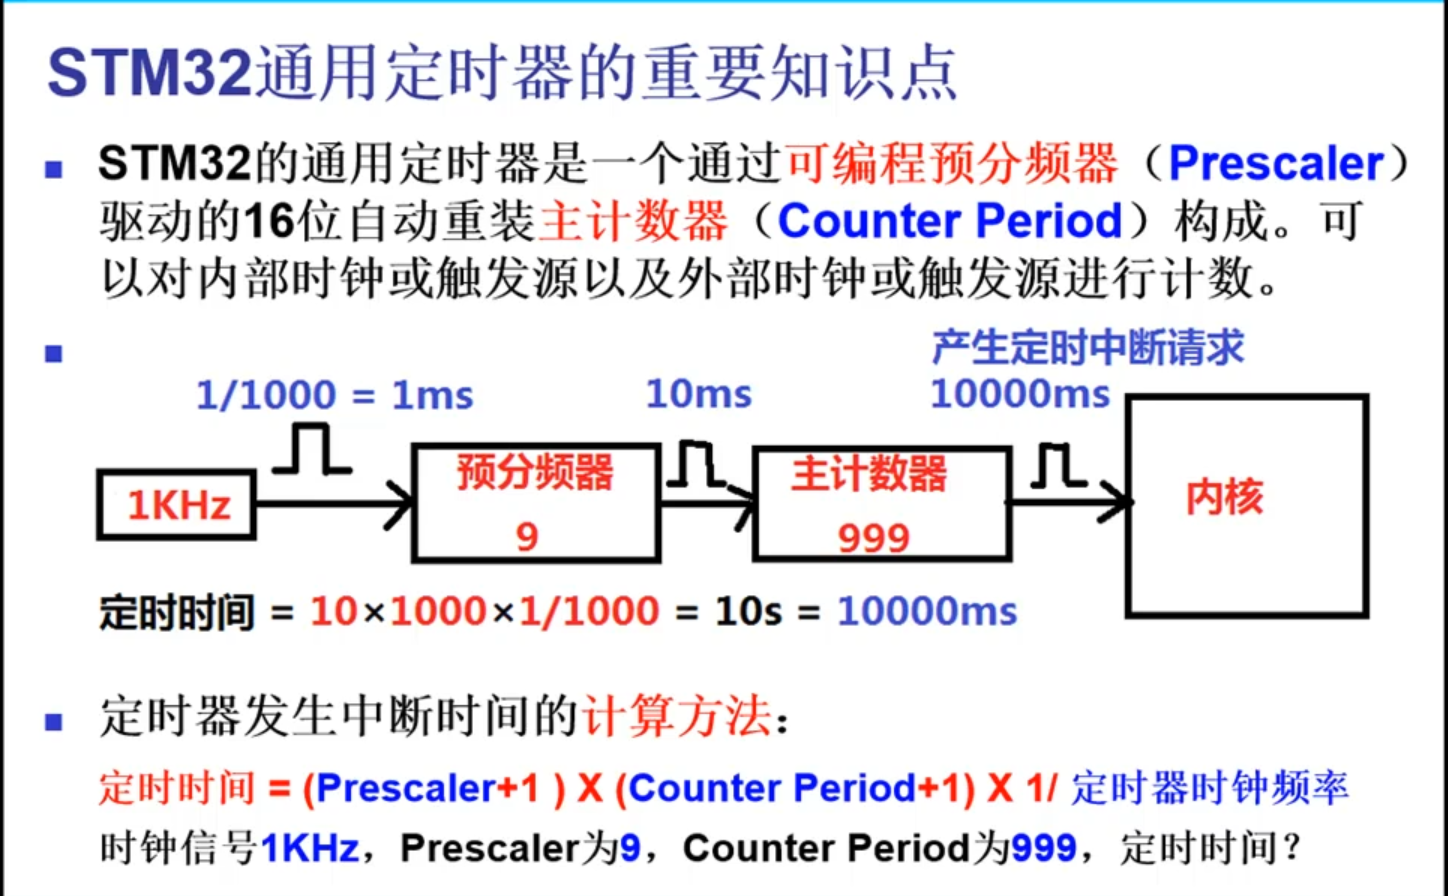 STM32通用定时器的重要知识点
STM32的通用定时器是一个通过可编程预分频器（Prescaler）
驱动的16位自动重装主计数器（Counter Period）构成。可
以对内部时钟或触发源以及外部时钟或触发源进行计数。
产生定时中断请求
1/1000 = 1ms
10ms
10000ms
1KHz
预分频器
9
主计数器
999
内核
定时时间 = 10×1000×1/1000 = 10s = 10000ms
定时器发生中断时间的计算方法：
定时时间 = (Prescaler+1 ) X (Counter Period+1) X 1/ 定时器时钟频率
时钟信号1KHz，Prescaler为9，Counter Period为999，定时时间？